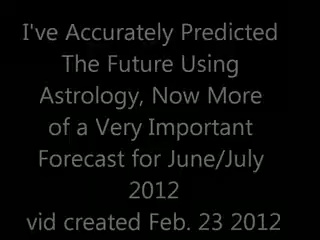 I've Accurately Predicted
The Future Using
Astrology, Now More
of a Very Important
Forecast for June/July
2012
vid created Feb. 23 2012